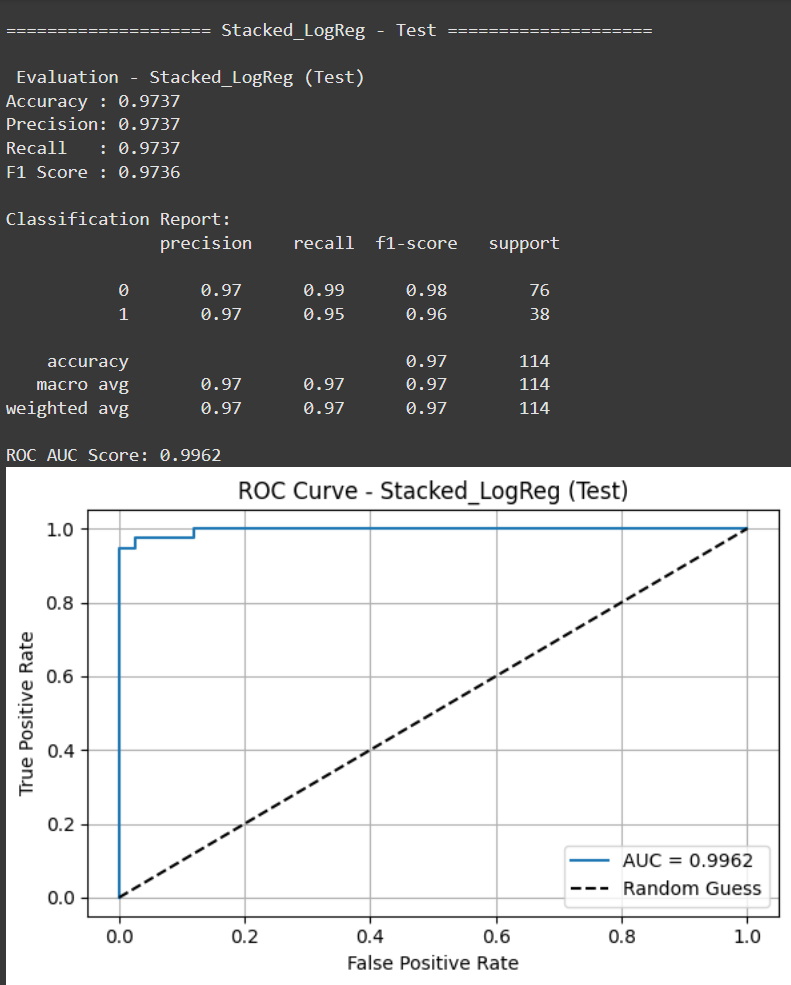 ==================== Stacked_LogReg - Test ====================
Evaluation - Stacked_LogReg (Test)
Accuracy : 0.9737
Precision: 0.9737
Recall   : 0.9737
F1 Score : 0.9736
Classification Report:
precision    recall  f1-score   support
0       0.97      0.99      0.98        76
1       0.97      0.95      0.96        38
accuracy                           0.97       114
macro avg       0.97      0.97      0.97       114
weighted avg       0.97      0.97      0.97       114
ROC AUC Score: 0.9962
ROC Curve - Stacked_LogReg (Test)
1.0
0.8
0.6
0.4
0.2
0.0
True Positive Rate
AUC = 0.9962
Random Guess
0.0 0.2 0.4 0.6 0.8 1.0
False Positive Rate